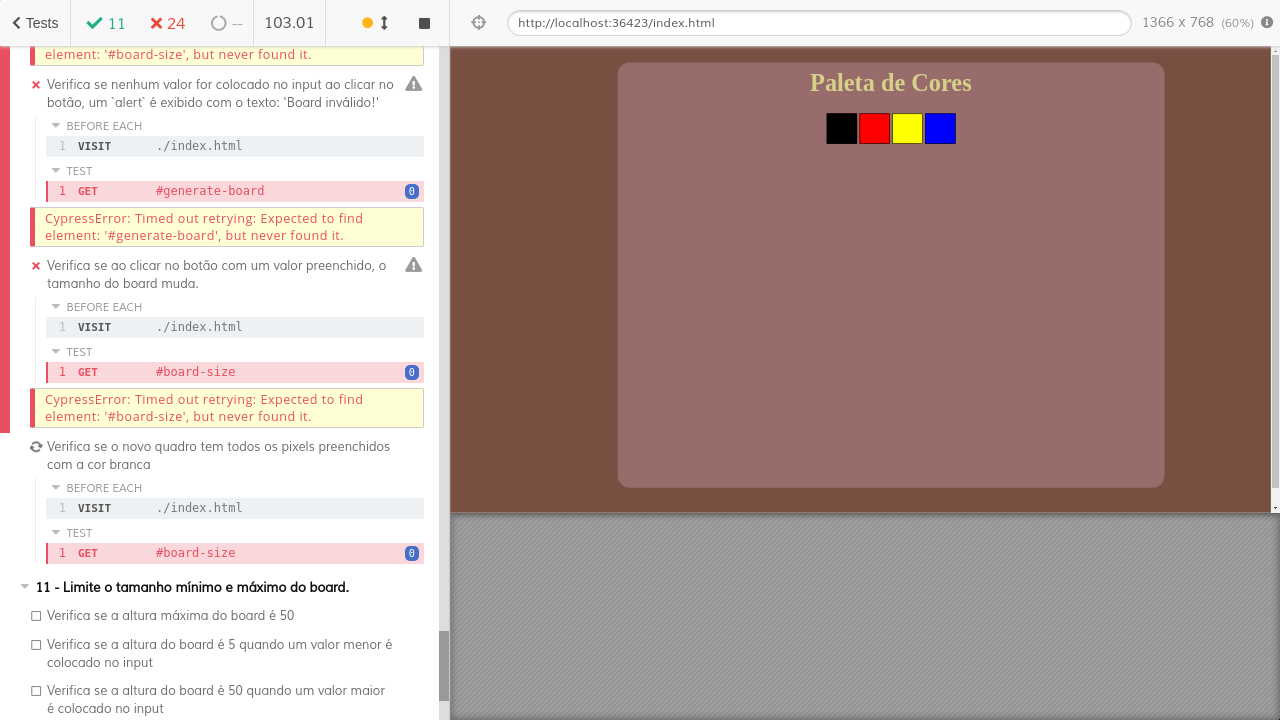 Tests
11
24
--
103.01
http://localhost:36423/index.html
1366 x 768 (60%)
element: '#board-size', but never found it.
Verifica se nenhum valor for colocado no input ao clicar no
botão, um `alert` é exibido com o texto: 'Board inválido!'
BEFORE EACH
1 VISIT ./index.html
TEST
1 GET #generate-board 0
CypressError: Timed out retrying: Expected to find
element: '#generate-board', but never found it.
Verifica se ao clicar no botão com um valor preenchido, o
tamanho do board muda.
BEFORE EACH
1 VISIT ./index.html
TEST
1 GET #board-size 0
CypressError: Timed out retrying: Expected to find
element: '#board-size', but never found it.
Verifica se o novo quadro tem todos os pixels preenchidos
com a cor branca
BEFORE EACH
1 VISIT ./index.html
TEST
1 GET #board-size 0
11 - Limite o tamanho mínimo e máximo do board.
Verifica se a altura máxima do board é 50
Verifica se a altura do board é 5 quando um valor menor é
colocado no input
Verifica se a altura do board é 50 quando um valor maior
é colocado no input
Paleta de Cores